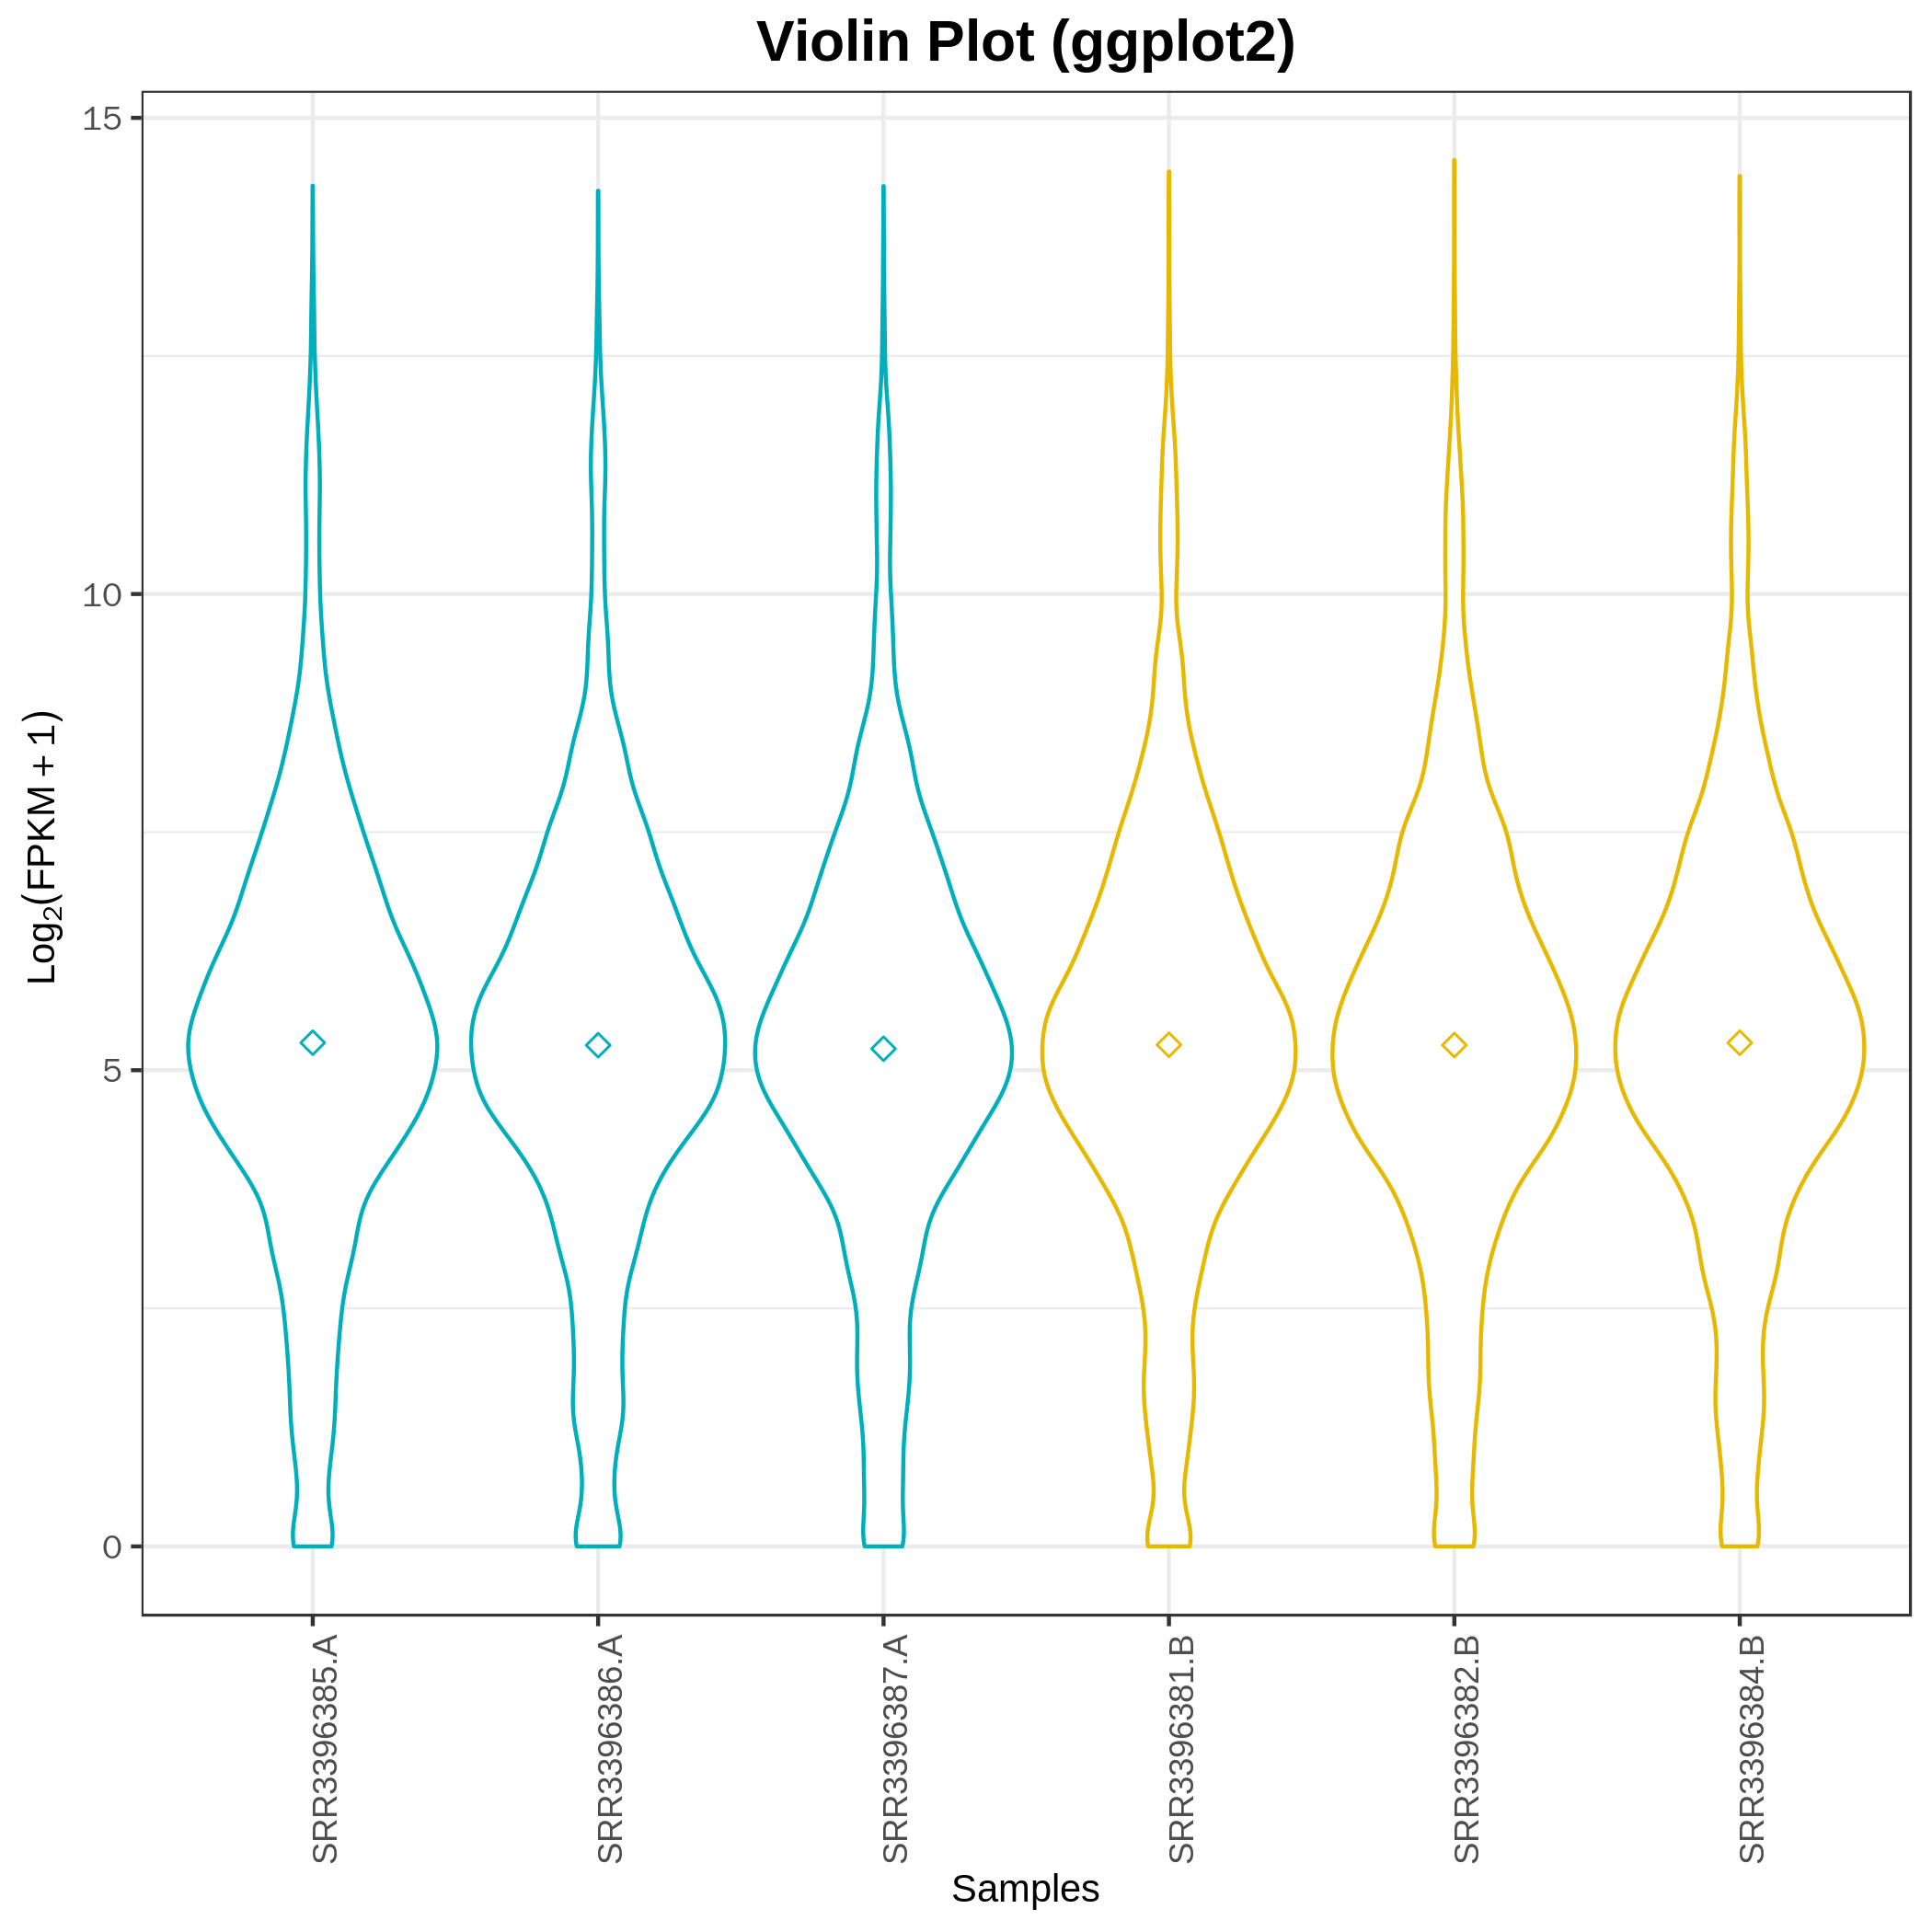 Violin Plot (ggplot2)
Log₂(FPKM + 1)
15
10
5
0
SRR3396385.A
SRR3396386.A
SRR3396387.A
SRR3396381.B
SRR3396382.B
SRR3396384.B
Samples